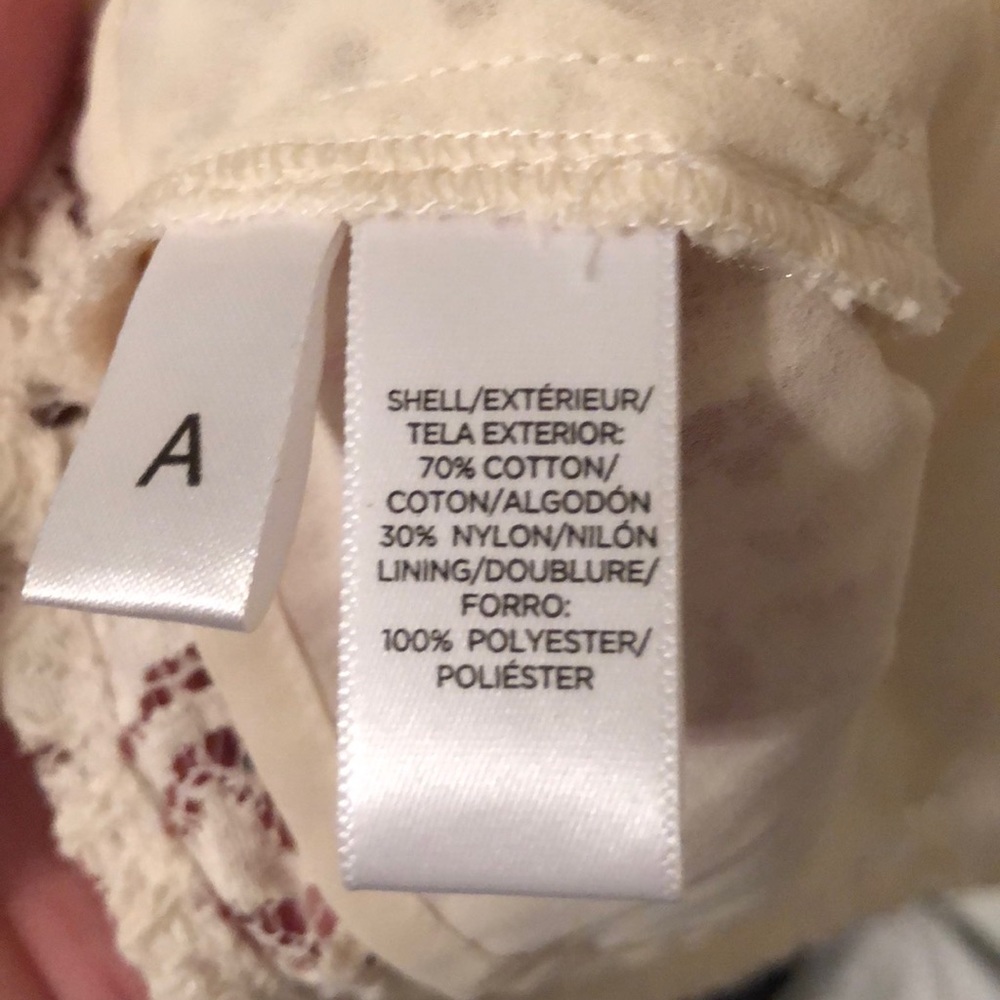 A
SHELL/EXTÉRIEUR/
TELA EXTERIOR:
70% COTTON/
COTON/ALGODÓN
30% NYLON/NILÓN
LINING/DOUBLURE/
FORRO:
100% POLYESTER/
POLIÉSTER